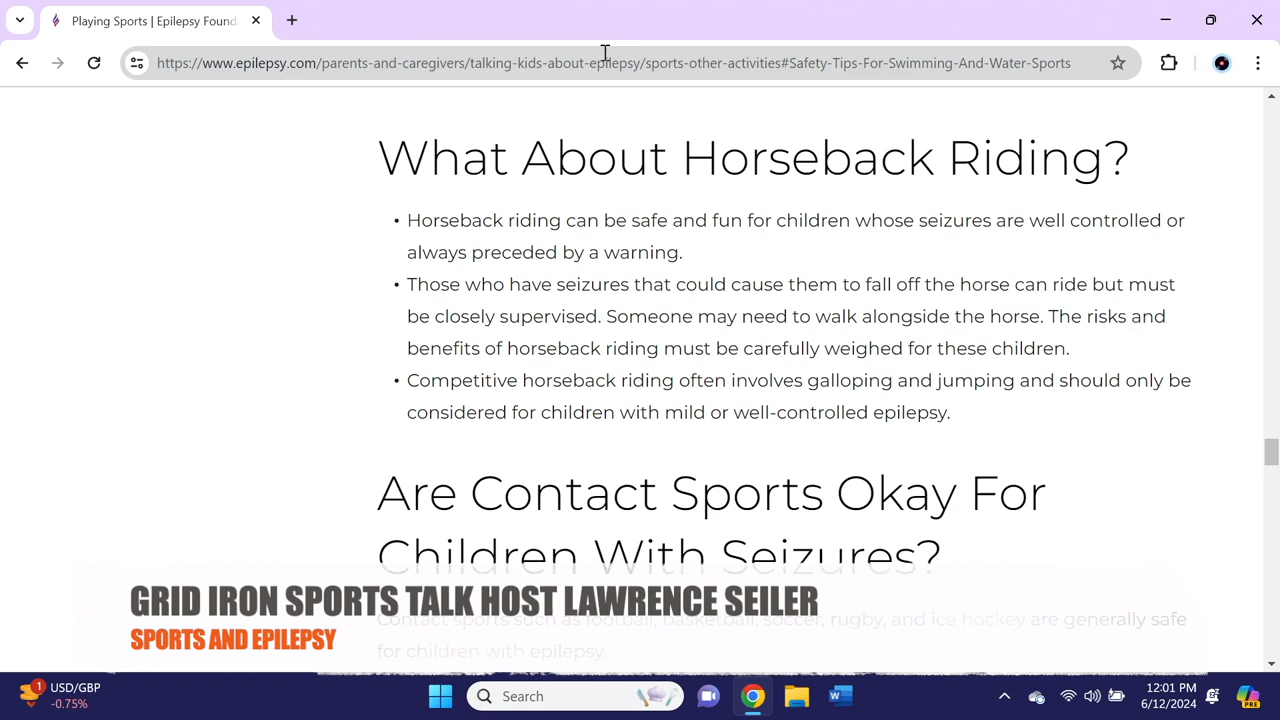 Playing Sports | Epilepsy Found
https://www.epilepsy.com/parents-and-caregivers/talking-kids-about-epilepsy/sports-other-activities#Safety-Tips-For-Swimming-And-Water-Sports
What About Horseback Riding?
• Horseback riding can be safe and fun for children whose seizures are well controlled or
always preceded by a warning.
• Those who have seizures that could cause them to fall off the horse can ride but must
be closely supervised. Someone may need to walk alongside the horse. The risks and
benefits of horseback riding must be carefully weighed for these children.
• Competitive horseback riding often involves galloping and jumping and should only be
considered for children with mild or well-controlled epilepsy.
Are Contact Sports Okay For
Children With Seizures?
GRID IRON SPORTS TALK HOST LAWRENCE SEILER
Contact sports such as football, basketball, soccer, rugby, and ice hockey are generally safe
SPORTS AND EPILEPSY
for children with epilepsy.
1
USD/GBP
-0.75%
Search
W
PRE
12:01 PM
6/12/2024